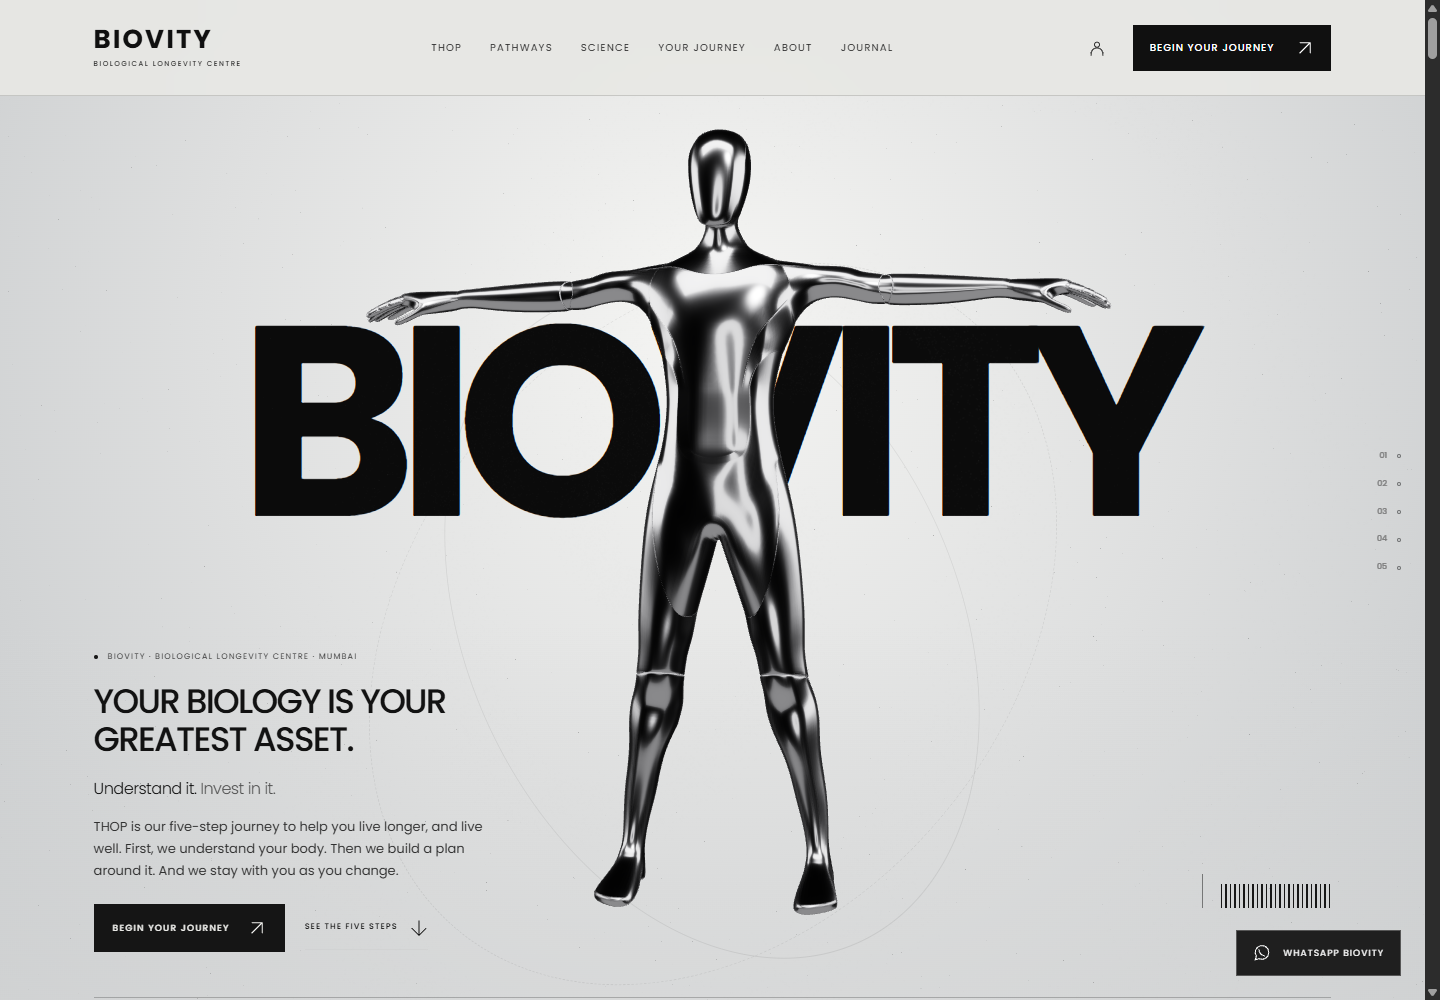 BIOVITY
BIOLOGICAL LONGEVITY CENTRE
THOP
PATHWAYS
SCIENCE
YOUR JOURNEY
ABOUT
JOURNAL
BEGIN YOUR JOURNEY
BIOVITY
01
02
03
04
05
BIOVITY · BIOLOGICAL LONGEVITY CENTRE · MUMBAI
YOUR BIOLOGY IS YOUR
GREATEST ASSET.
Understand it. Invest in it.
THOP is our five-step journey to help you live longer, and live
well. First, we understand your body. Then we build a plan
around it. And we stay with you as you change.
BEGIN YOUR JOURNEY
SEE THE FIVE STEPS
WHATSAPP BIOVITY